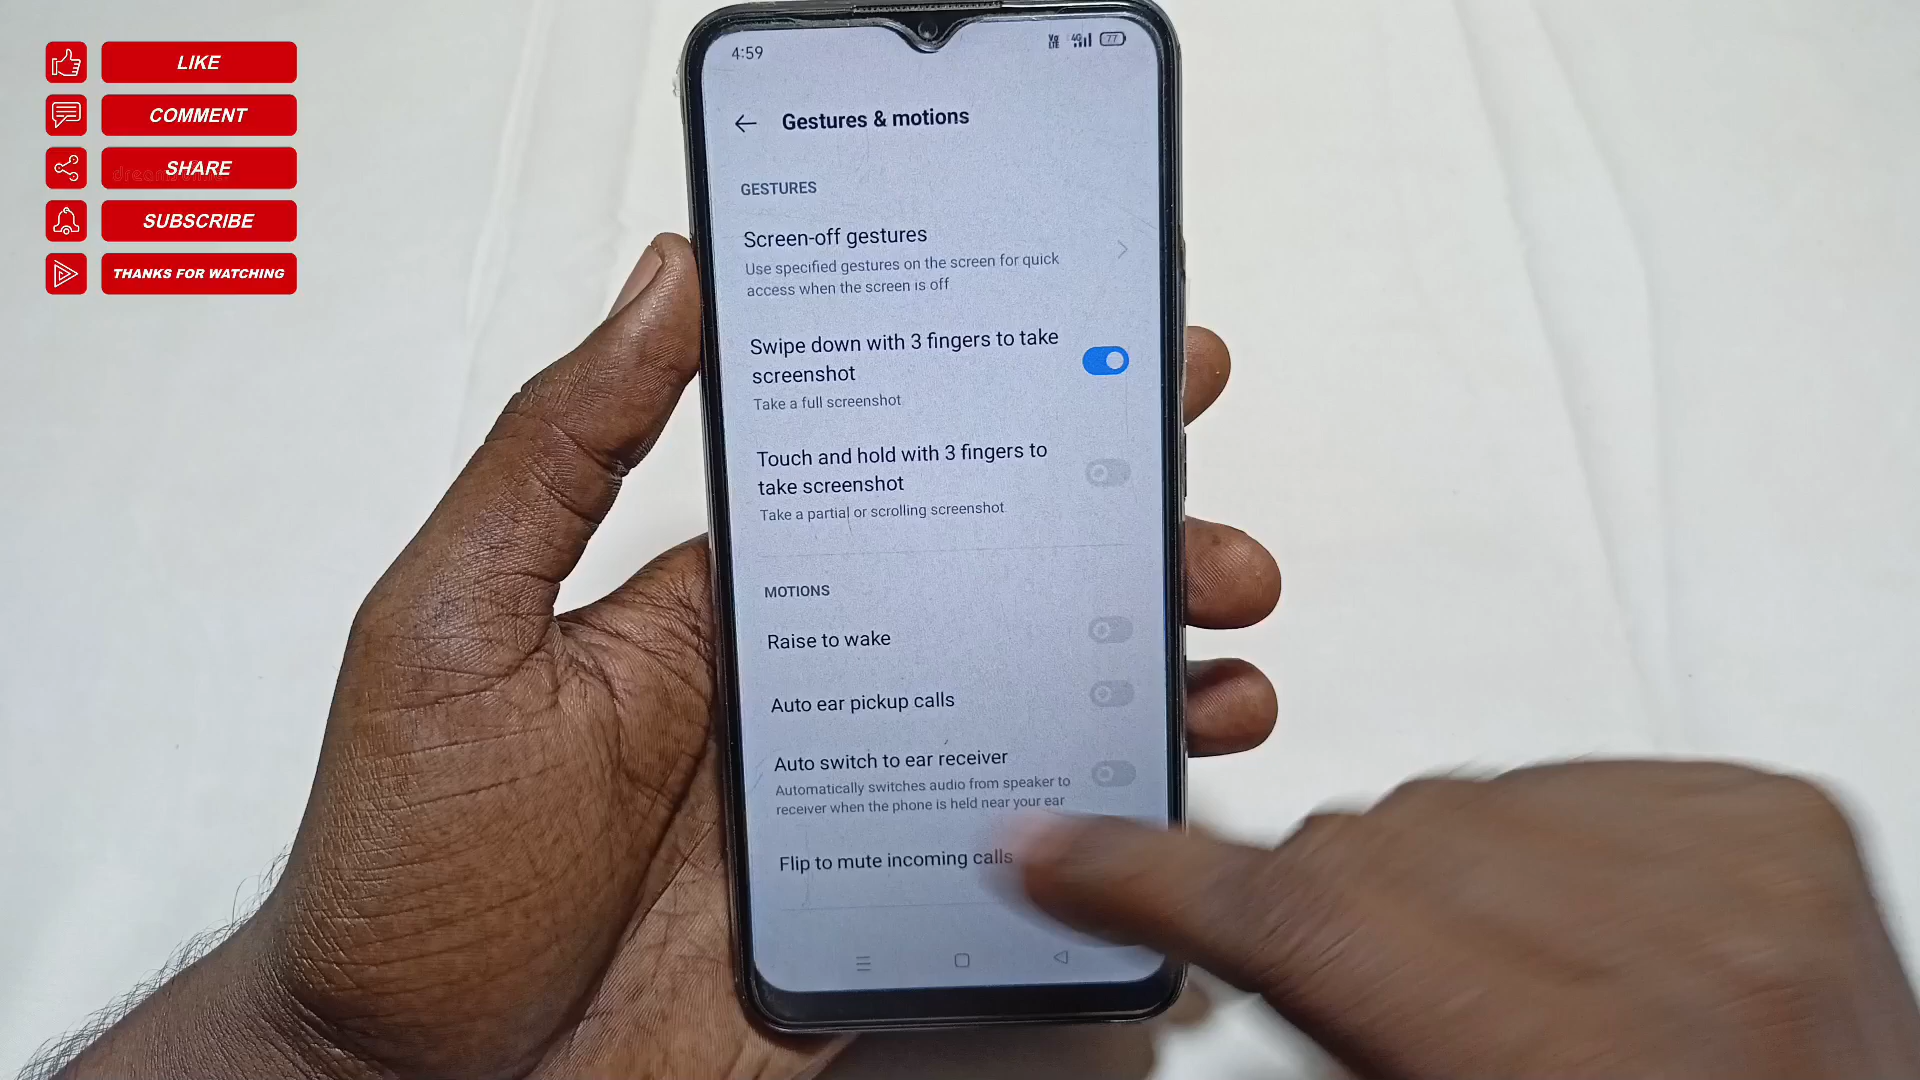 LIKE
COMMENT
SHARE
SUBSCRIBE
THANKS FOR WATCHING
4:59
4G
77
Gestures & motions
GESTURES
Screen-off gestures
Use specified gestures on the screen for quick
access when the screen is off
Swipe down with 3 fingers to take
screenshot
Take a full screenshot
Touch and hold with 3 fingers to
take screenshot
Take a partial or scrolling screenshot
MOTIONS
Raise to wake
Auto ear pickup calls
Auto switch to ear receiver
Automatically switches audio from speaker to
receiver when the phone is held near your ear
Flip to mute incoming calls